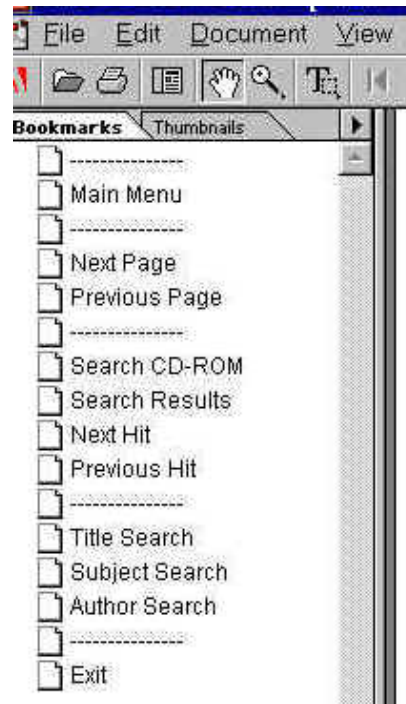 File Edit Document View
Bookmarks Thumbnails
---------------
Main Menu
---------------
Next Page
Previous Page
---------------
Search CD-ROM
Search Results
Next Hit
Previous Hit
---------------
Title Search
Subject Search
Author Search
---------------
Exit